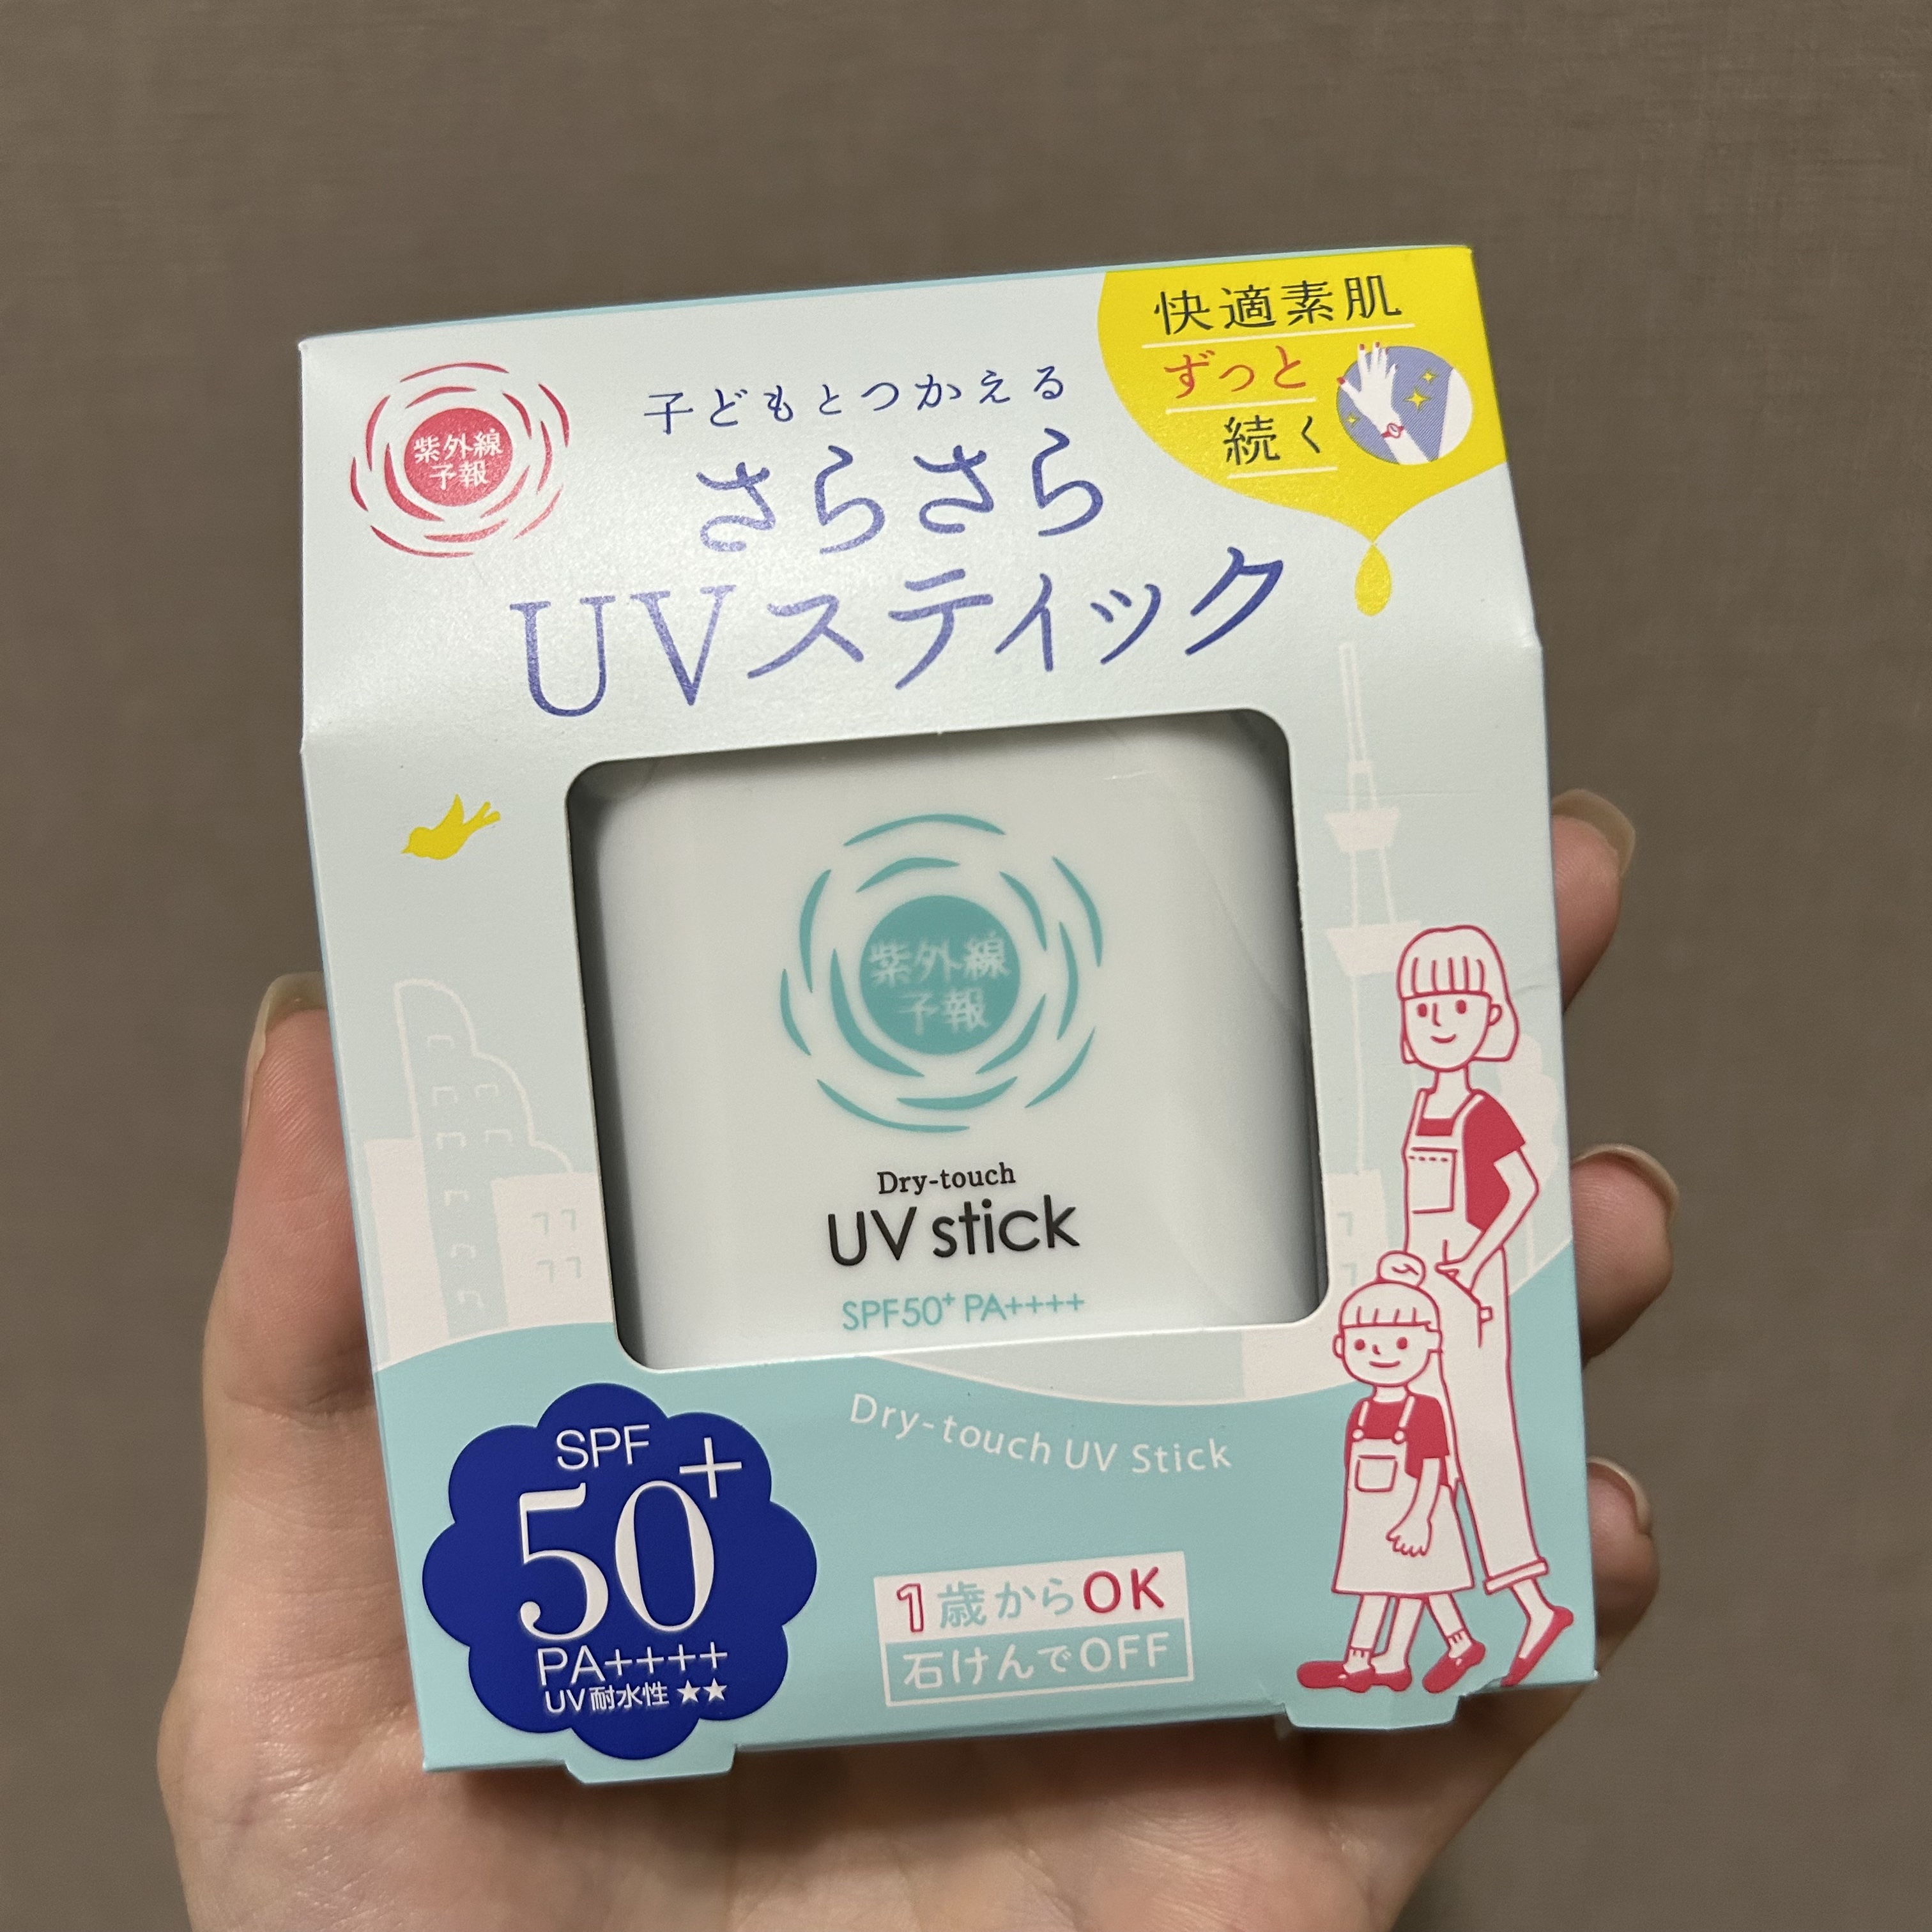 快適素肌
ずっと
続く
紫外線
予報
子どもとつかえる
さらさら
UVスティック
紫外線
予報
Dry-touch
UV stick
SPF50+ PA++++
Dry-touch UV Stick
SPF
50+
PA++++
UV耐水性★★
1歳からOK
石けんでOFF